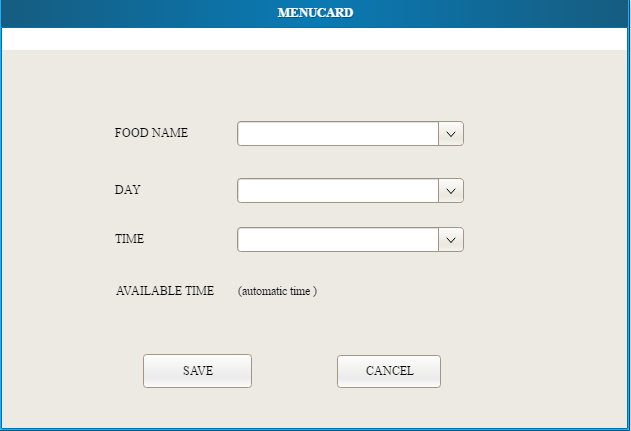 MENUCARD
FOOD NAME
DAY
TIME
AVAILABLE TIME (automatic time )
SAVE CANCEL